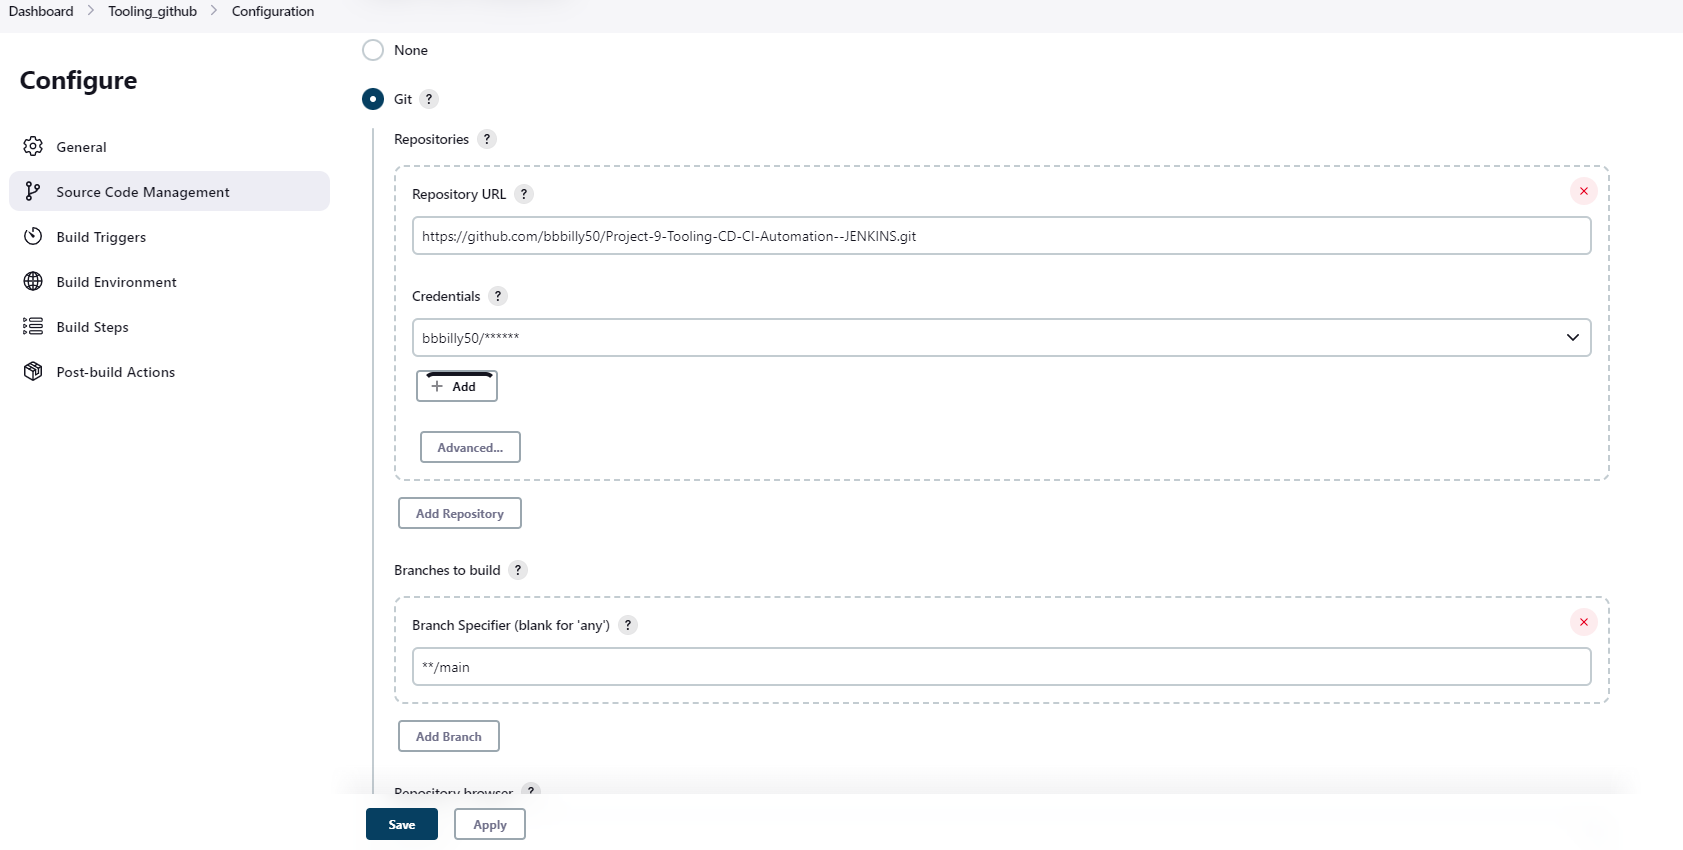 Dashboard > Tooling_github > Configuration
Configure
General
Source Code Management
Build Triggers
Build Environment
Build Steps
Post-build Actions
None
Git ?
Repositories ?
Repository URL ?
https://github.com/bbbilly50/Project-9-Tooling-CD-CI-Automation--JENKINS.git
Credentials ?
bbbilly50/******
+ Add
Advanced...
Add Repository
Branches to build ?
Branch Specifier (blank for 'any') ?
**/main
Add Branch
Repository browser ?
Save Apply